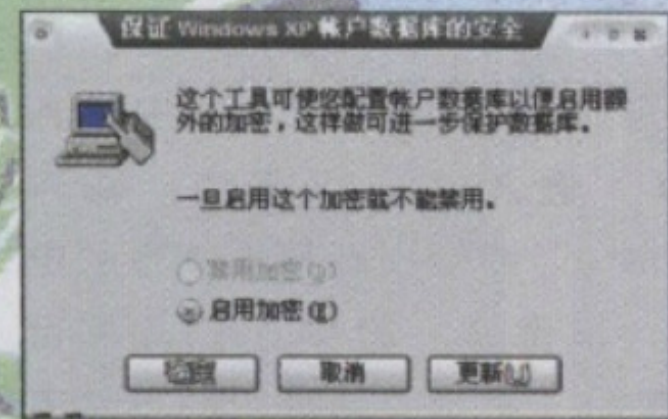 保证 Windows XP 帐户数据库的安全
这个工具可使您配置帐户数据库以便启用额
外的加密，这样做可进一步保护数据库。
一旦启用这个加密就不能禁用。
禁用加密(D)
启用加密(E)
确定
取消
更新(U)